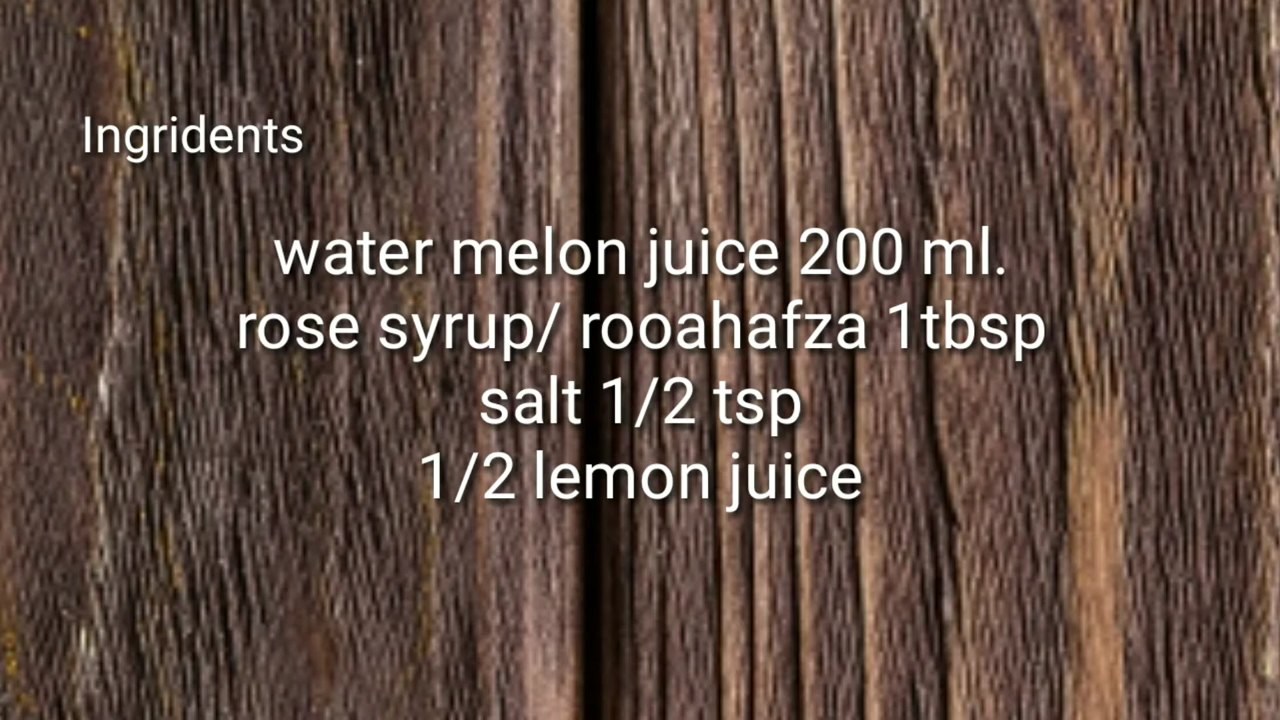 Ingridents
water melon juice 200 ml.
rose syrup/ rooahafza 1tbsp
salt 1/2 tsp
1/2 lemon juice